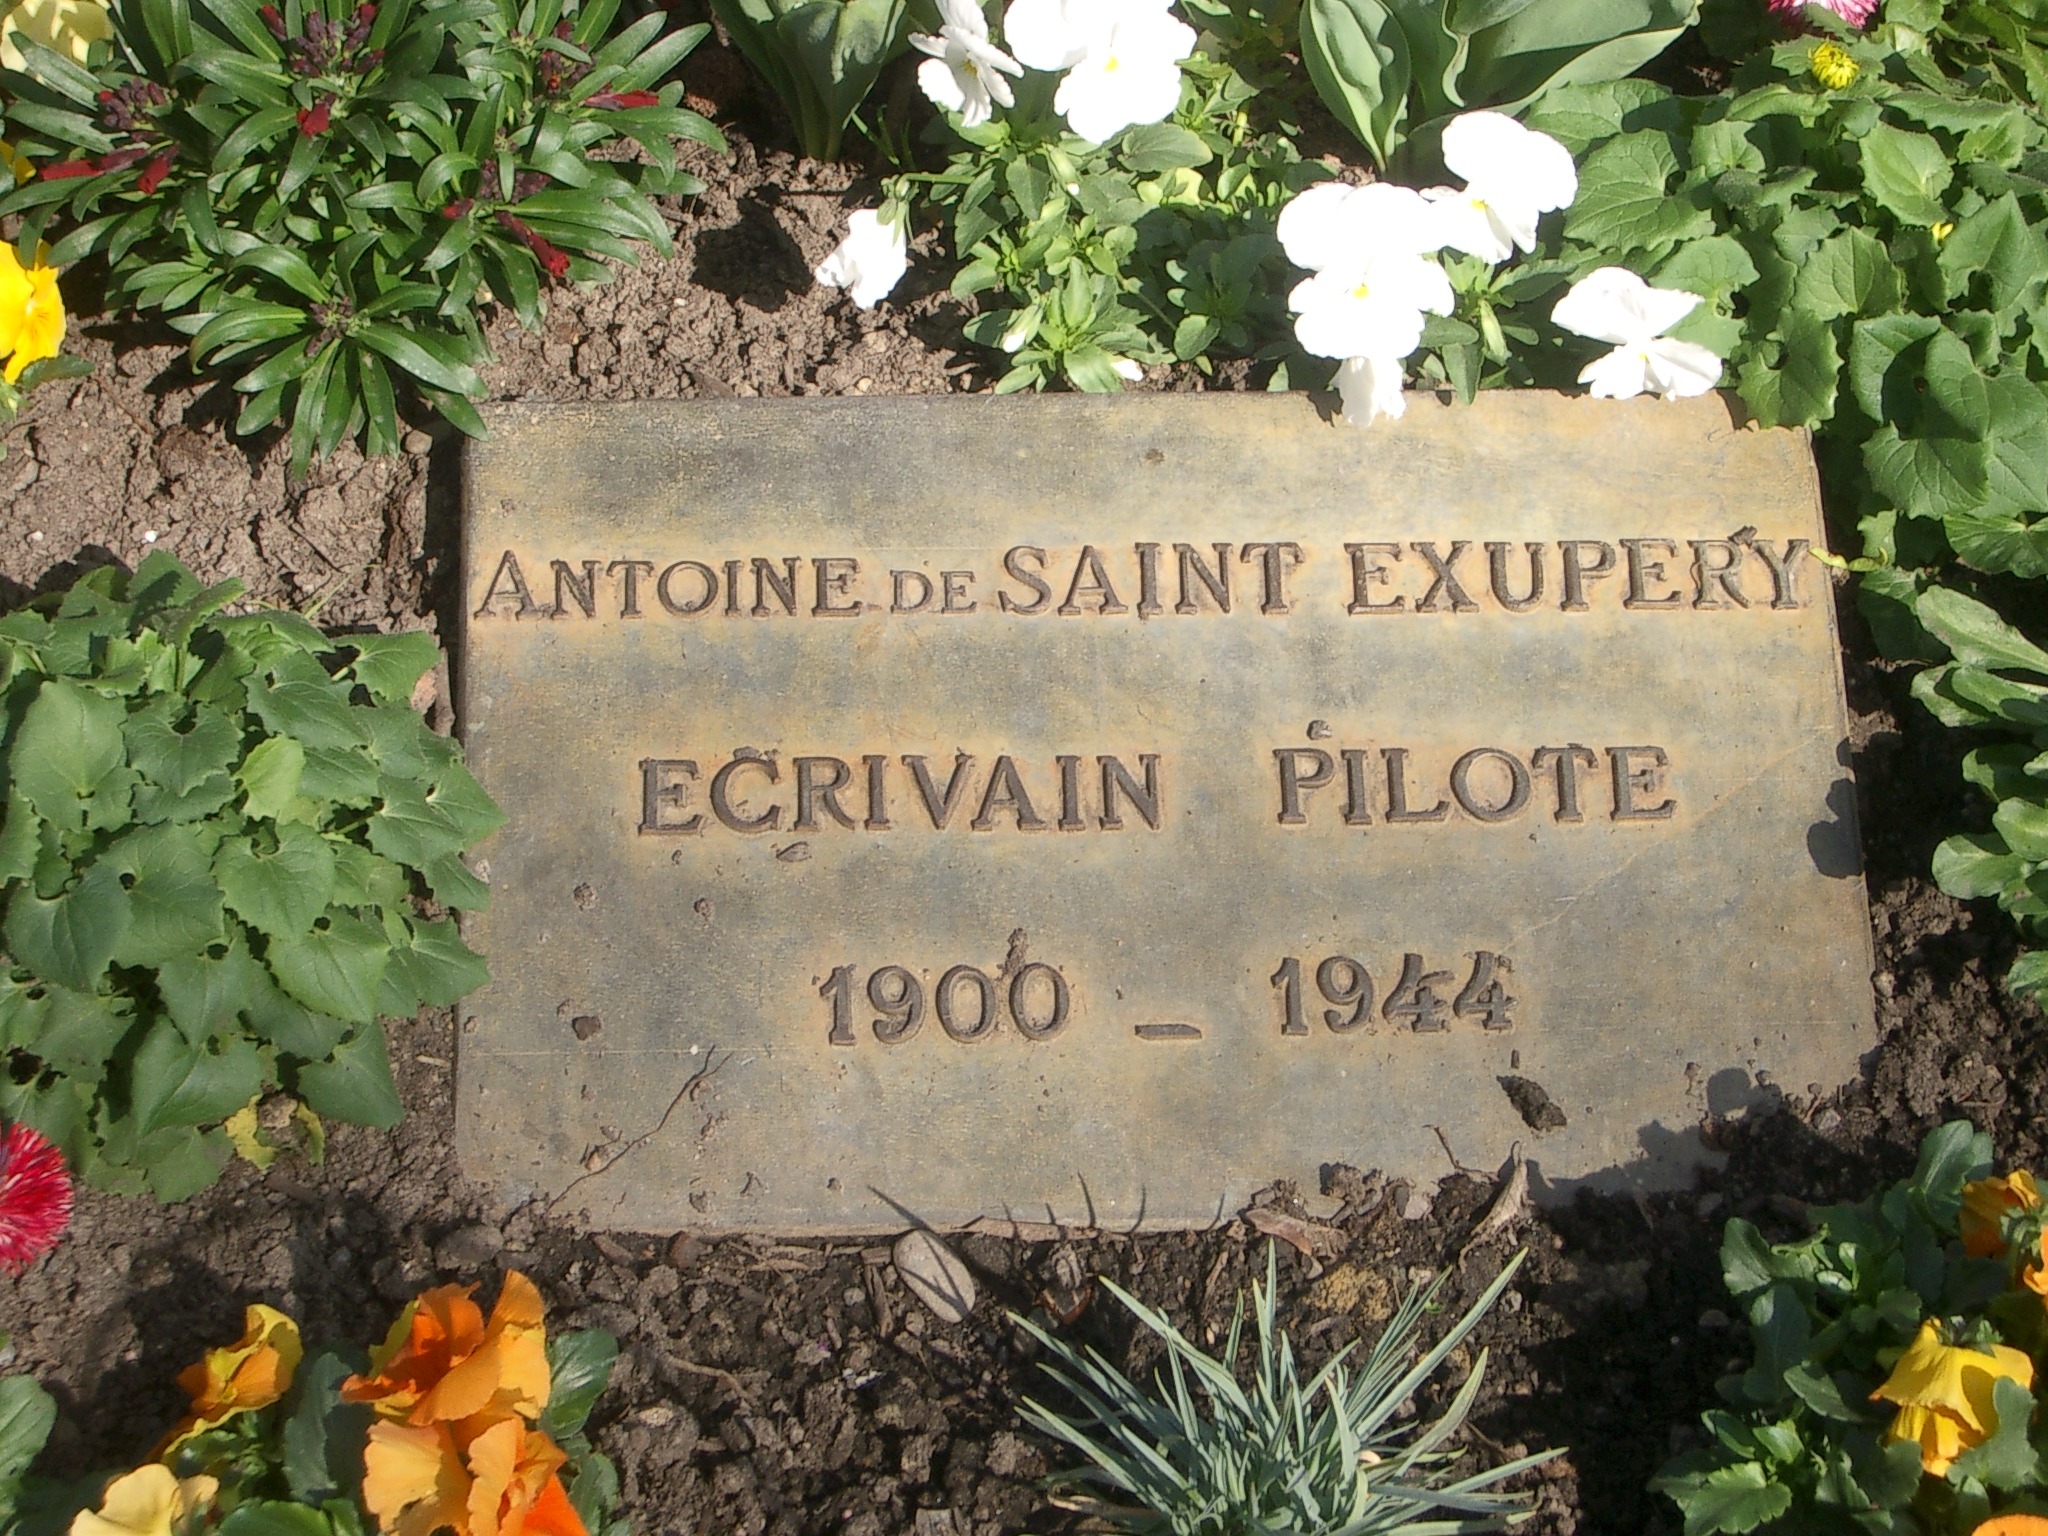 ANTOINE DE SAINT EXUPERY
ECRIVAIN PILOTE
1900 - 1944